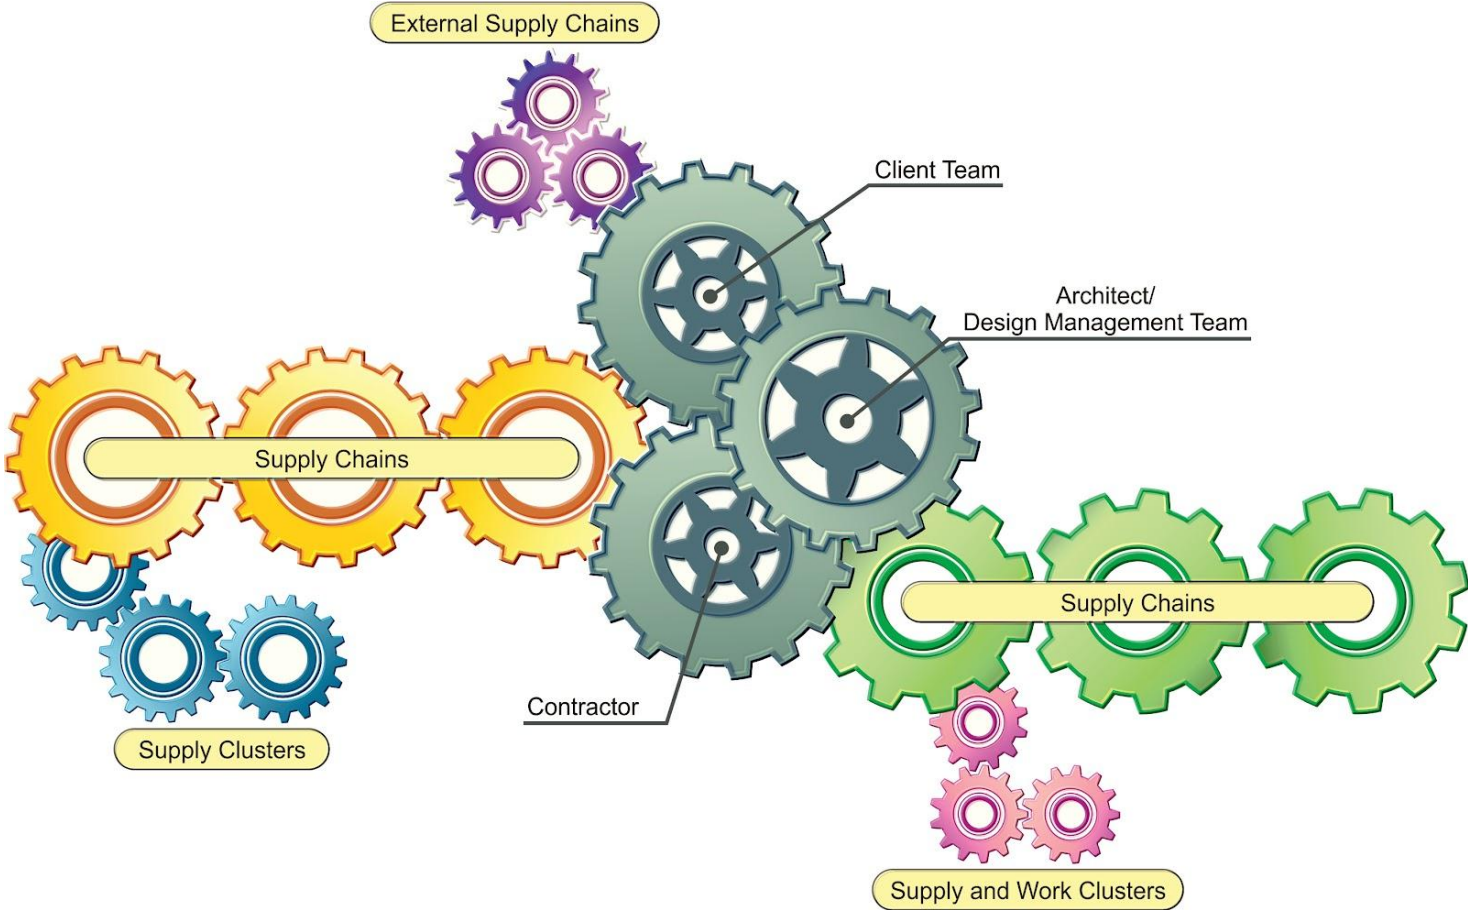 External Supply Chains
Client Team
Architect/
Design Management Team
Supply Chains
Supply Chains
Contractor
Supply Clusters
Supply and Work Clusters